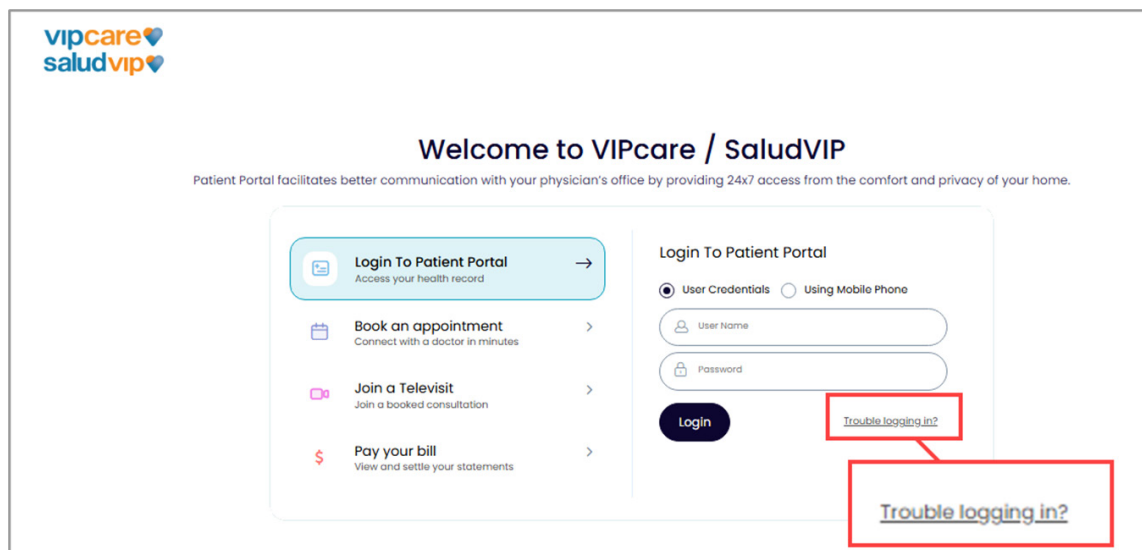 vipcare
saludvip
Welcome to VIPcare / SaludVIP
Patient Portal facilitates better communication with your physician's office by providing 24x7 access from the comfort and privacy of your home.
Login To Patient Portal
Access your health record
Book an appointment
Connect with a doctor in minutes
Join a Televisit
Join a booked consultation
$
Pay your bill
View and settle your statements
Login To Patient Portal
User Credentials Using Mobile Phone
User Name
Password
Login Trouble logging in?
Trouble logging in?